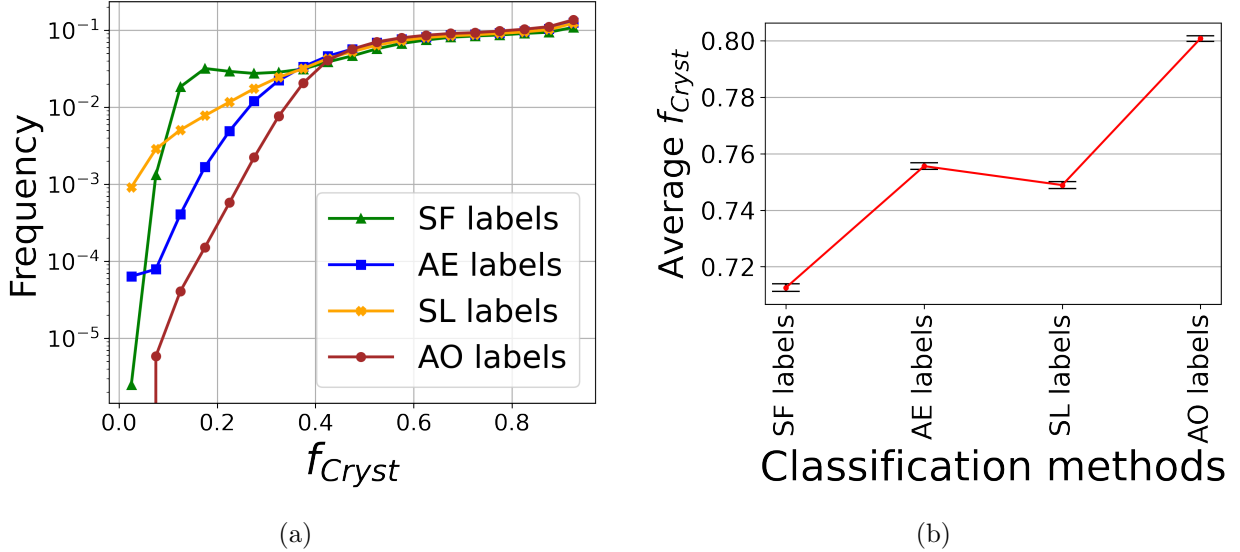 Frequency
10⁻¹
10⁻²
10⁻³
10⁻⁴
10⁻⁵
SF labels
AE labels
SL labels
AO labels
0.0 0.2 0.4 0.6 0.8
f_Cryst
(a)
Average f_Cryst
0.80
0.78
0.76
0.74
0.72
SF labels
AE labels
SL labels
AO labels
Classification methods
(b)